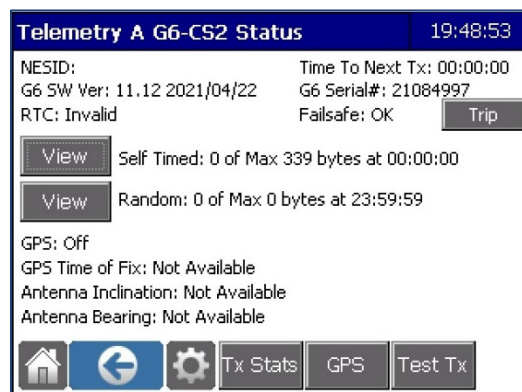 Telemetry A G6-CS2 Status 19:48:53
NESID: Time To Next Tx: 00:00:00
G6 SW Ver: 11.12 2021/04/22 G6 Serial#: 21084997
RTC: Invalid Failsafe: OK Trip
View Self Timed: 0 of Max 339 bytes at 00:00:00
View Random: 0 of Max 0 bytes at 23:59:59
GPS: Off
GPS Time of Fix: Not Available
Antenna Inclination: Not Available
Antenna Bearing: Not Available
Tx Stats GPS Test Tx